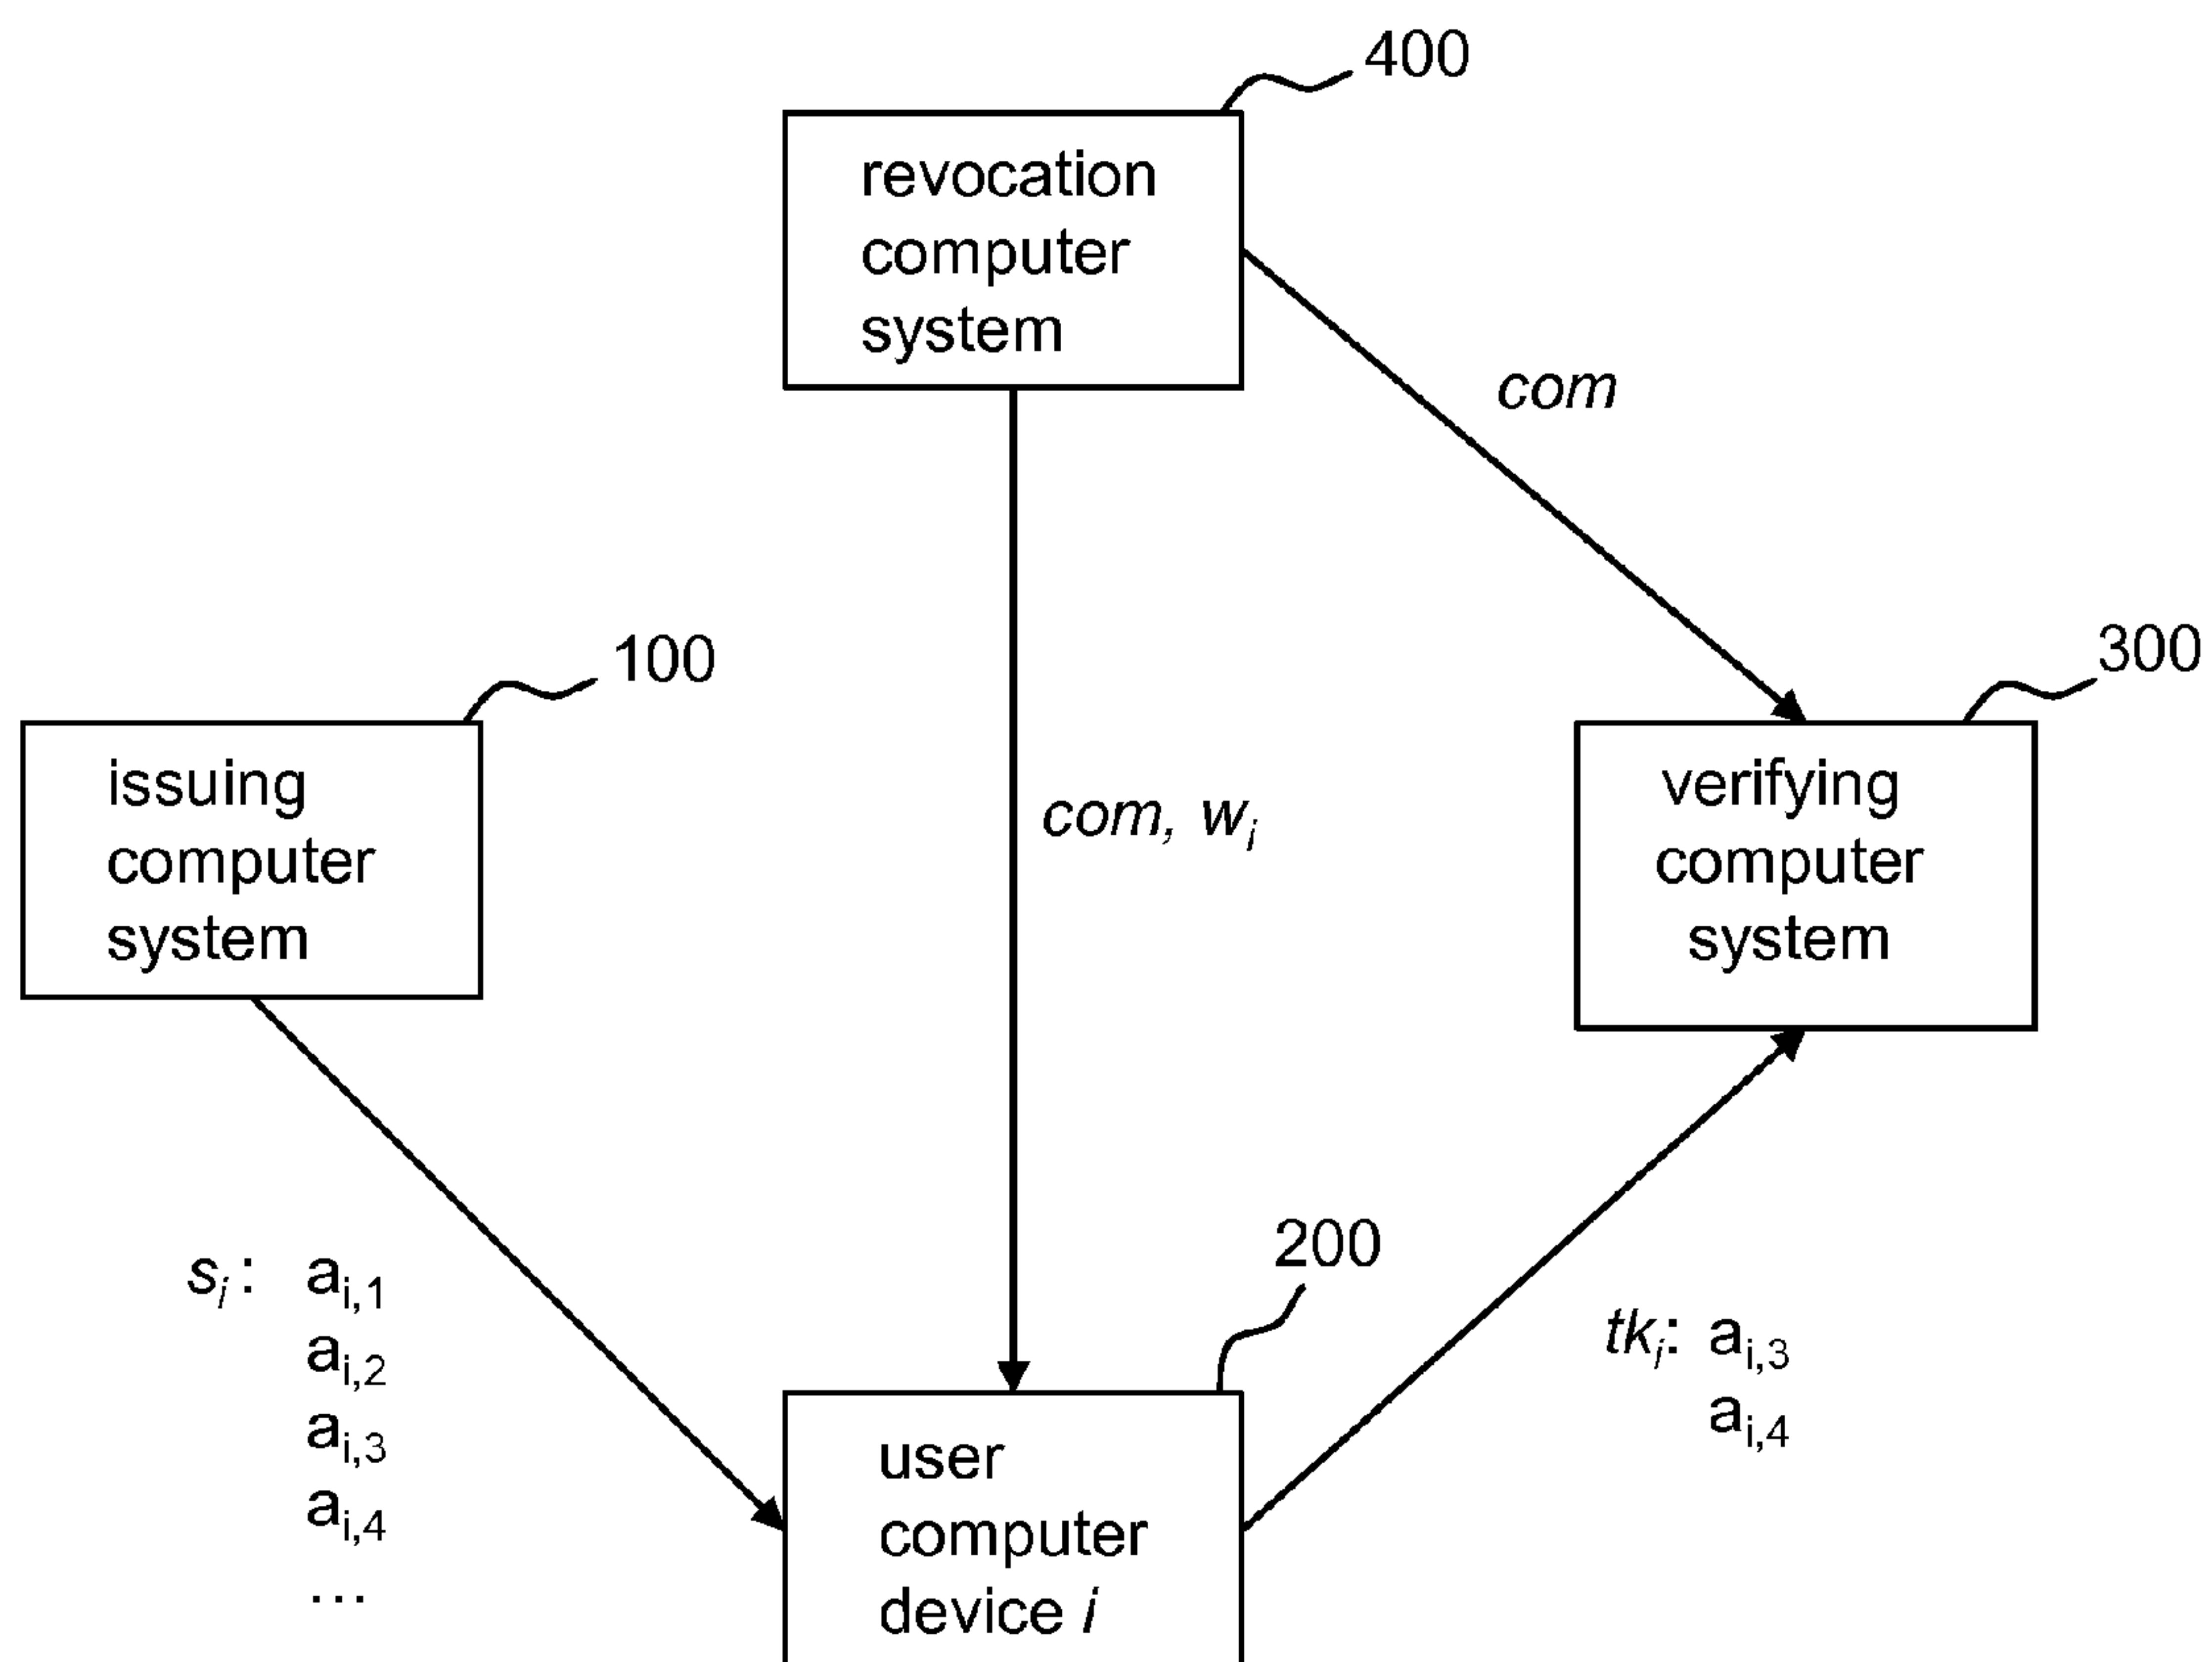 400
revocation
computer
system
com
100
300
issuing
computer
system
com, wi
verifying
computer
system
200
si: ai,1
ai,2
ai,3
ai,4
...
tki: ai,3
ai,4
user
computer
device i